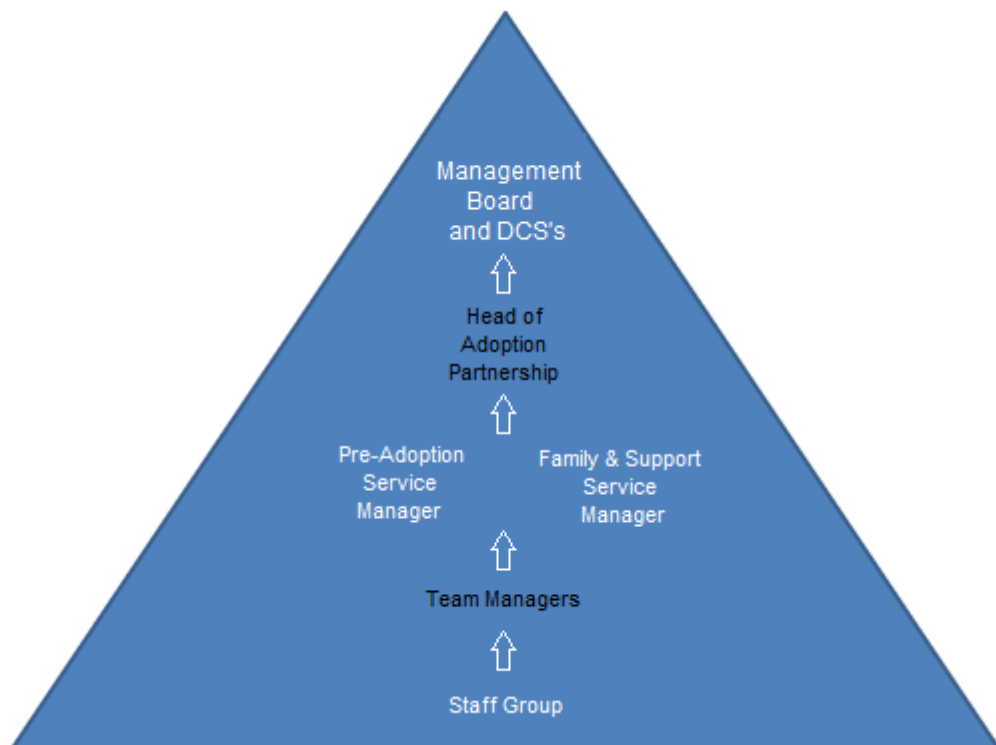 Management
Board
and DCS's
Head of
Adoption
Partnership
Pre-Adoption
Service
Manager
Family & Support
Service
Manager
Team Managers
Staff Group